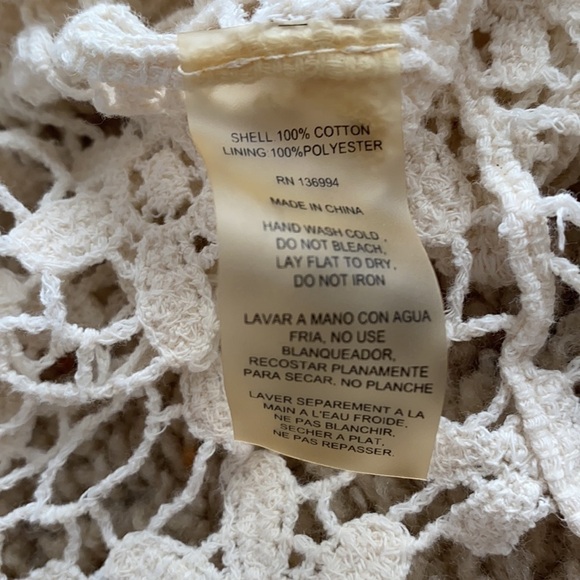 SHELL 100% COTTON
LINING:100%POLYESTER
RN 136994
MADE IN CHINA
HAND WASH COLD.
DO NOT BLEACH,
LAY FLAT TO DRY,
DO NOT IRON
LAVAR A MANO CON AGUA
FRIA, NO USE
BLANQUEADOR,
RECOSTAR PLANAMENTE
PARA SECAR. NO PLANCHE
LAVER SEPAREMENT A LA
MAIN A L'EAU FROIDE,
NE PAS BLANCHIR,
SECHER A PLAT,
NE PAS REPASSER.